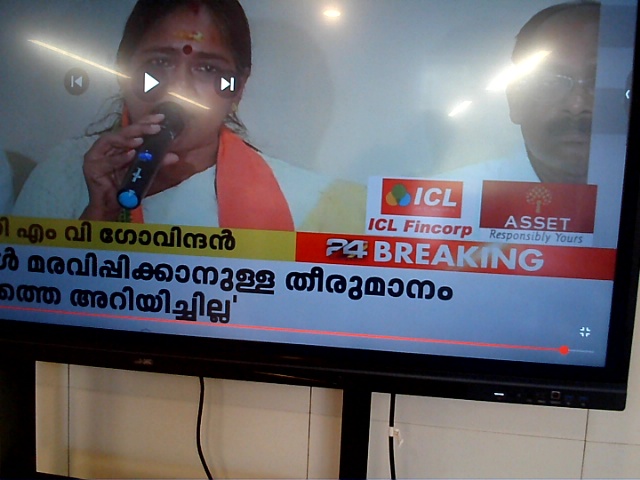 ICL
ICL Fincorp
ASSET
Responsibly Yours
എം വി ഗോവിന്ദൻ
24 BREAKING
മരവിപ്പിക്കാനുള്ള തീരുമാനം
അറിയിച്ചില്ല'